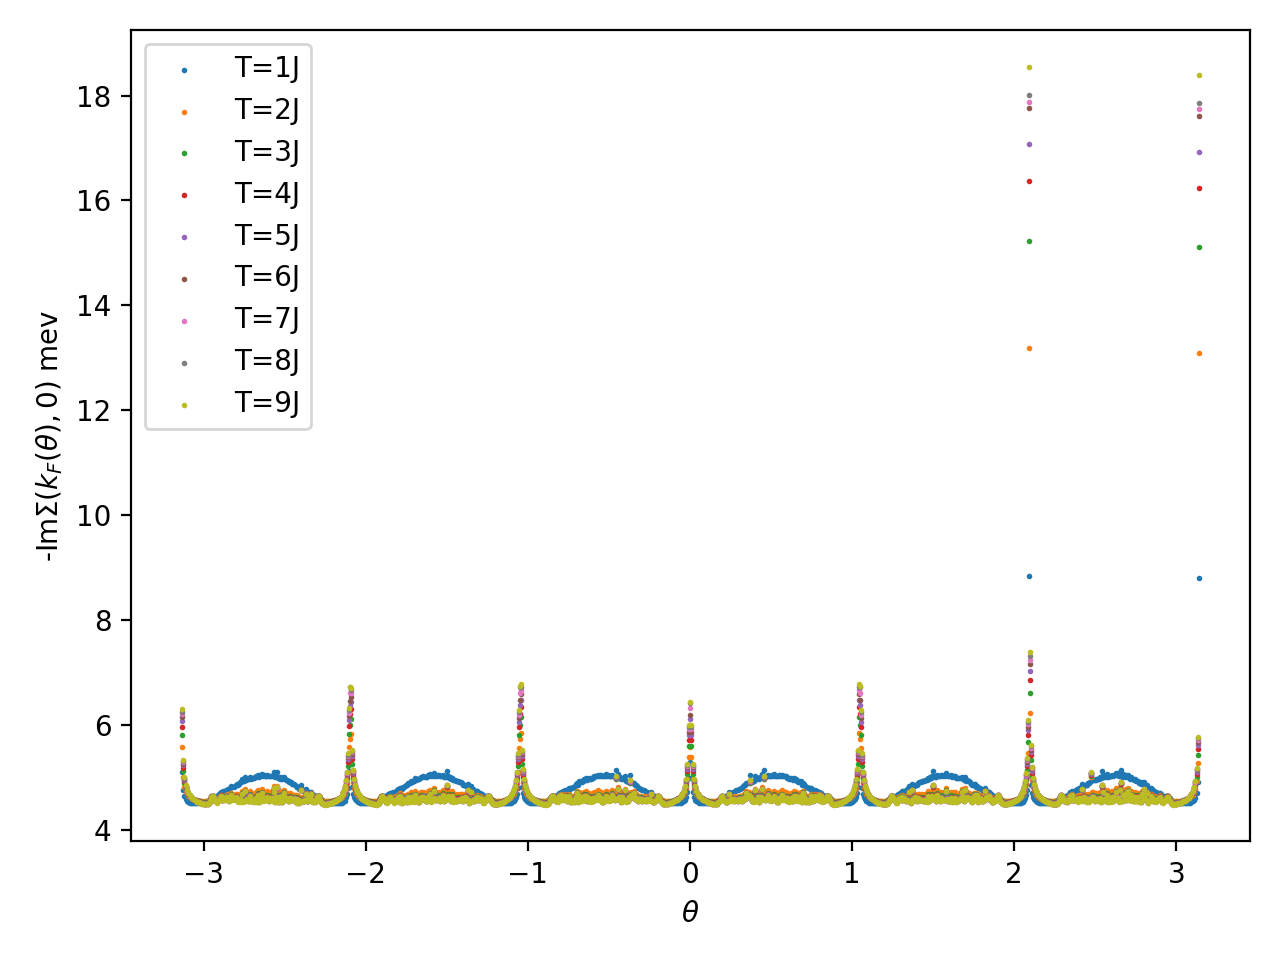 18
16
14
12
10
8
6
4
-ImΣ(k_F(θ), 0) mev
T=1J
T=2J
T=3J
T=4J
T=5J
T=6J
T=7J
T=8J
T=9J
−3 −2 −1 0 1 2 3
θ